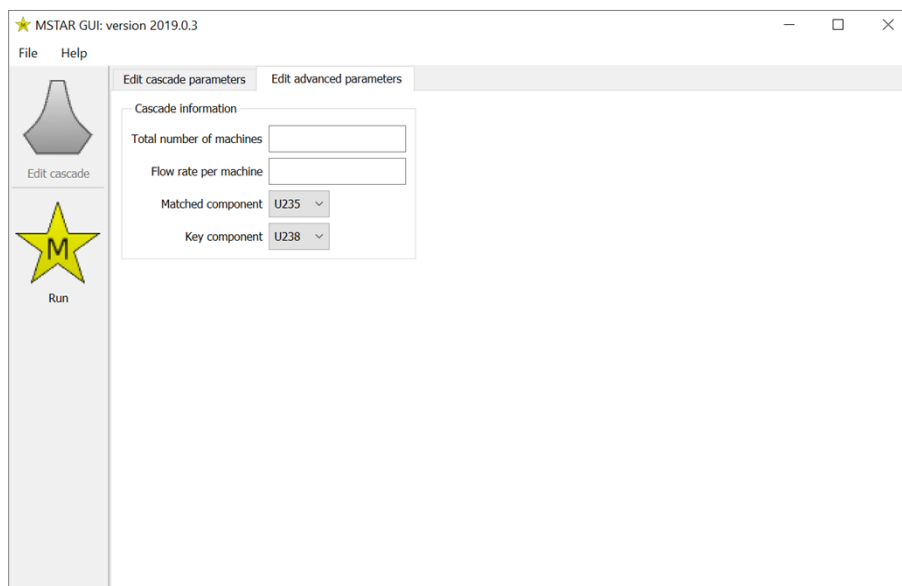 MSTAR GUI: version 2019.0.3
File Help
Edit cascade parameters Edit advanced parameters
Cascade information
Total number of machines
Flow rate per machine
Matched component U235
Key component U238
Edit cascade
M
Run